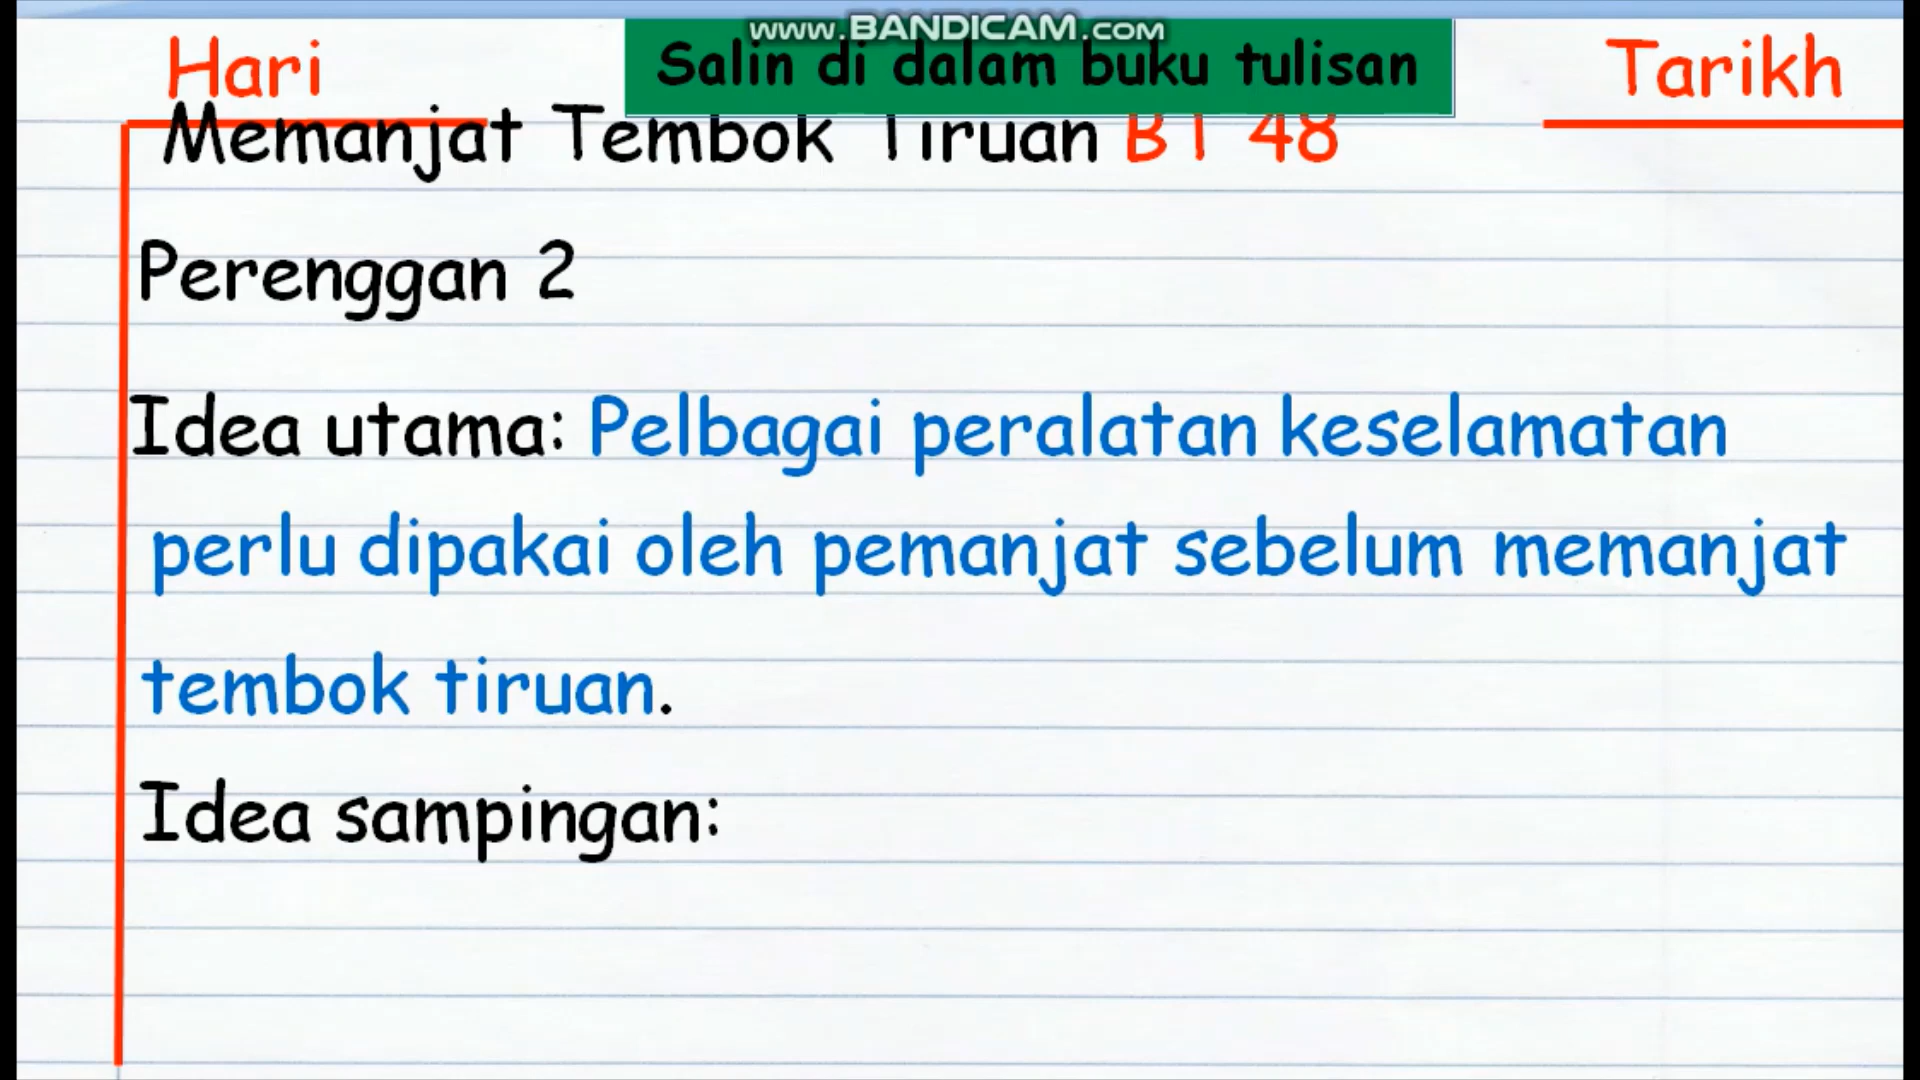 www.BANDICAM.com
Hari
Salin di dalam buku tulisan
Tarikh
Memanjat Tembok Tiruan BT 48
Perenggan 2
Idea utama: Pelbagai peralatan keselamatan
perlu dipakai oleh pemanjat sebelum memanjat
tembok tiruan.
Idea sampingan: